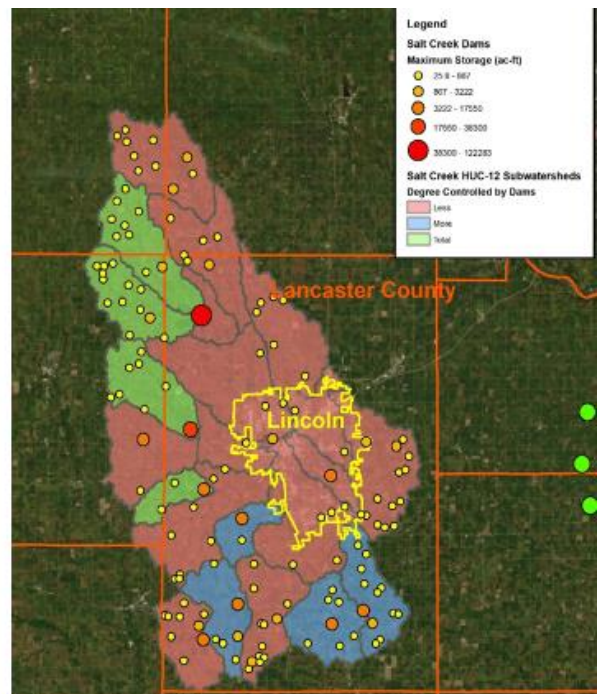 Legend
Salt Creek Dams
Maximum Storage (ac-ft)
25.8 - 867
867 - 3222
3222 - 17550
17550 - 38300
38300 - 122283
Salt Creek HUC-12 Subwatersheds
Degree Controlled by Dams
Less
More
Total
Lancaster County
Lincoln